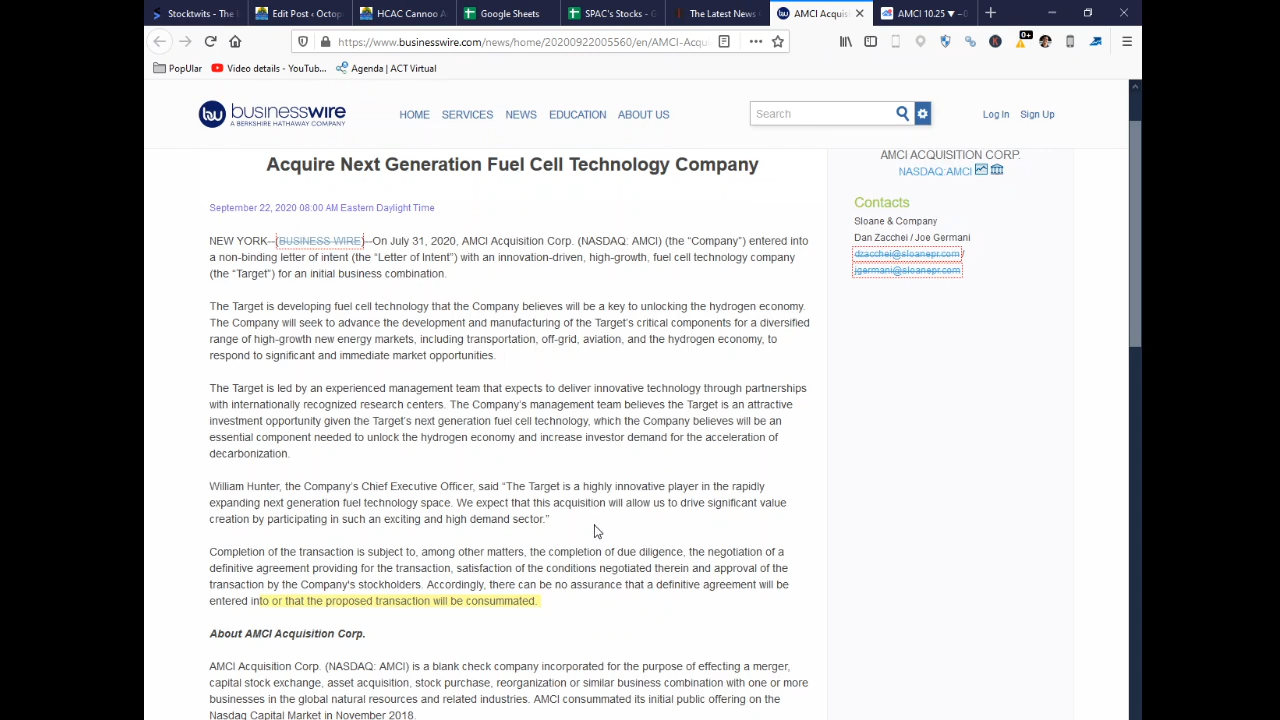 Stocktwits - The
Edit Post ‹ Octop
HCAC Cannoo A
Google Sheets
SPAC's Stocks - G
The Latest News
AMCI Acquis
AMCI 10.25 ▼ −0
https://www.businesswire.com/news/home/20200922005560/en/AMCI-Acqu
0+
PopUlar
Video details - YouTu...
Agenda | ACT Virtual
bw businesswire
A BERKSHIRE HATHAWAY COMPANY
HOME SERVICES NEWS EDUCATION ABOUT US
Search
Log In Sign Up
Acquire Next Generation Fuel Cell Technology Company
September 22, 2020 08:00 AM Eastern Daylight Time
NEW YORK--(BUSINESS WIRE)--On July 31, 2020, AMCI Acquisition Corp. (NASDAQ: AMCI) (the “Company”) entered into
a non-binding letter of intent (the “Letter of Intent”) with an innovation-driven, high-growth, fuel cell technology company
(the “Target”) for an initial business combination.
The Target is developing fuel cell technology that the Company believes will be a key to unlocking the hydrogen economy.
The Company will seek to advance the development and manufacturing of the Target’s critical components for a diversified
range of high-growth new energy markets, including transportation, off-grid, aviation, and the hydrogen economy, to
respond to significant and immediate market opportunities.
The Target is led by an experienced management team that expects to deliver innovative technology through partnerships
with internationally recognized research centers. The Company’s management team believes the Target is an attractive
investment opportunity given the Target’s next generation fuel cell technology, which the Company believes will be an
essential component needed to unlock the hydrogen economy and increase investor demand for the acceleration of
decarbonization.
William Hunter, the Company’s Chief Executive Officer, said “The Target is a highly innovative player in the rapidly
expanding next generation fuel technology space. We expect that this acquisition will allow us to drive significant value
creation by participating in such an exciting and high demand sector.”
Completion of the transaction is subject to, among other matters, the completion of due diligence, the negotiation of a
definitive agreement providing for the transaction, satisfaction of the conditions negotiated therein and approval of the
transaction by the Company's stockholders. Accordingly, there can be no assurance that a definitive agreement will be
entered into or that the proposed transaction will be consummated.
About AMCI Acquisition Corp.
AMCI Acquisition Corp. (NASDAQ: AMCI) is a blank check company incorporated for the purpose of effecting a merger,
capital stock exchange, asset acquisition, stock purchase, reorganization or similar business combination with one or more
businesses in the global natural resources and related industries. AMCI consummated its initial public offering on the
Nasdaq Capital Market in November 2018.
AMCI ACQUISITION CORP.
NASDAQ:AMCI
Contacts
Sloane & Company
Dan Zacchei / Joe Germani
dzacchei@sloanepr.com /
jgermani@sloanepr.com